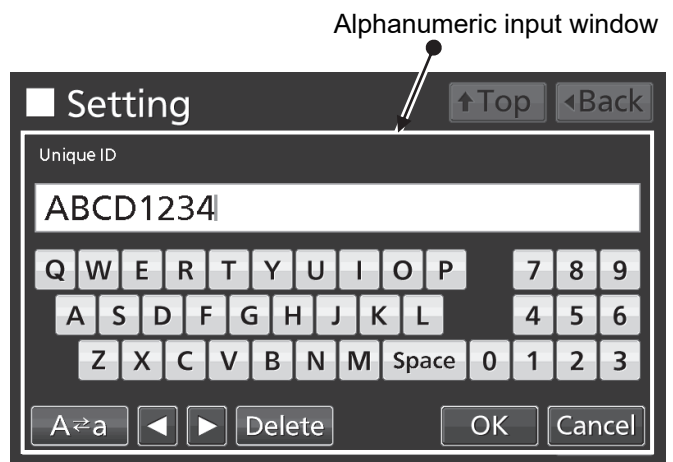 Alphanumeric input window
Setting ↑Top ◂Back
Unique ID
ABCD1234
Q W E R T Y U I O P 7 8 9
A S D F G H J K L 4 5 6
Z X C V B N M Space 0 1 2 3
A⇄a ◀ ▶ Delete OK Cancel